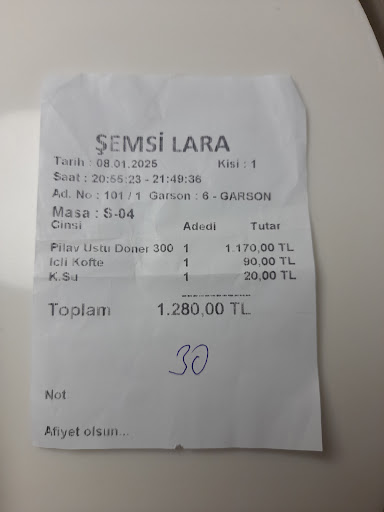 ŞEMSİ LARA
Tarih : 08.01.2025 Kisi : 1
Saat : 20:55:23 - 21:49:36
Ad. No : 101 / 1 Garson : 6 - GARSON
Masa : S-04
Cinsi Adedi Tutar
Pilav Ustu Doner 300 1 1.170,00 TL
Icli Kofte 1 90,00 TL
K.Su 1 20,00 TL
Toplam 1.280,00 TL
30
Not
Afiyet olsun...